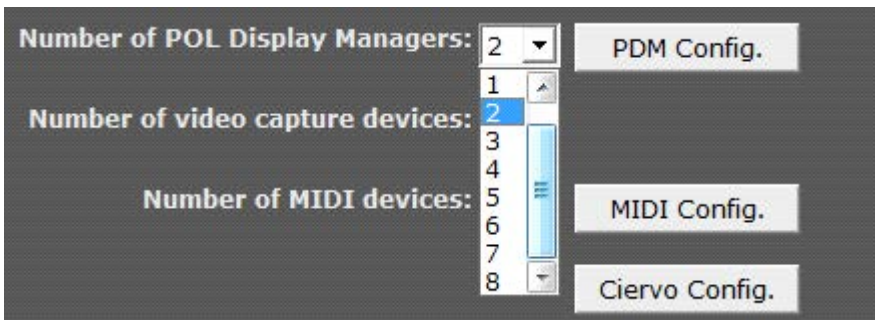 Number of POL Display Managers: 2 PDM Config.
1
Number of video capture devices: 2
3
4
Number of MIDI devices: 5 MIDI Config.
6
7
8 Ciervo Config.